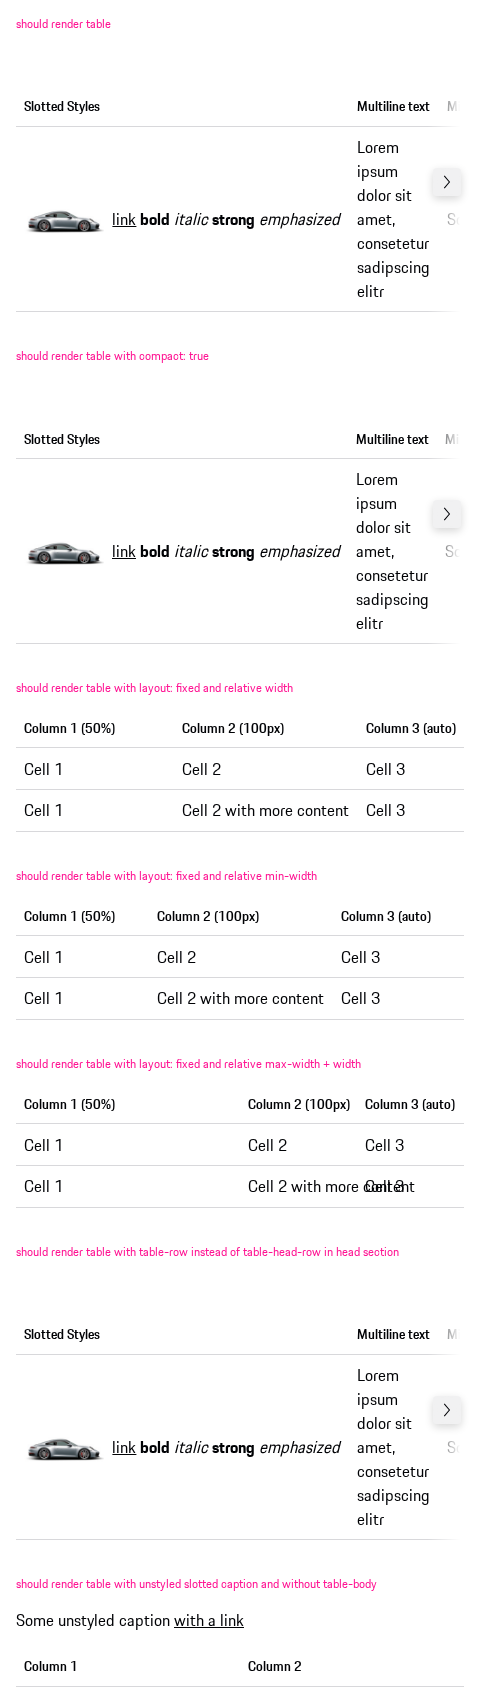 should render table
Slotted Styles Multiline text
link bold italic strong emphasized
Lorem
ipsum
dolor sit
amet,
consetetur
sadipscing
elitr
should render table with compact: true
Slotted Styles Multiline text
link bold italic strong emphasized
Lorem
ipsum
dolor sit
amet,
consetetur
sadipscing
elitr
should render table with layout: fixed and relative width
Column 1 (50%) Column 2 (100px) Column 3 (auto)
Cell 1 Cell 2 Cell 3
Cell 1 Cell 2 with more content Cell 3
should render table with layout: fixed and relative min-width
Column 1 (50%) Column 2 (100px) Column 3 (auto)
Cell 1 Cell 2 Cell 3
Cell 1 Cell 2 with more content Cell 3
should render table with layout: fixed and relative max-width + width
Column 1 (50%) Column 2 (100px) Column 3 (auto)
Cell 1 Cell 2 Cell 3
Cell 1 Cell 2 with more content Cell 3
should render table with table-row instead of table-head-row in head section
Slotted Styles Multiline text
link bold italic strong emphasized
Lorem
ipsum
dolor sit
amet,
consetetur
sadipscing
elitr
should render table with unstyled slotted caption and without table-body
Some unstyled caption with a link
Column 1 Column 2